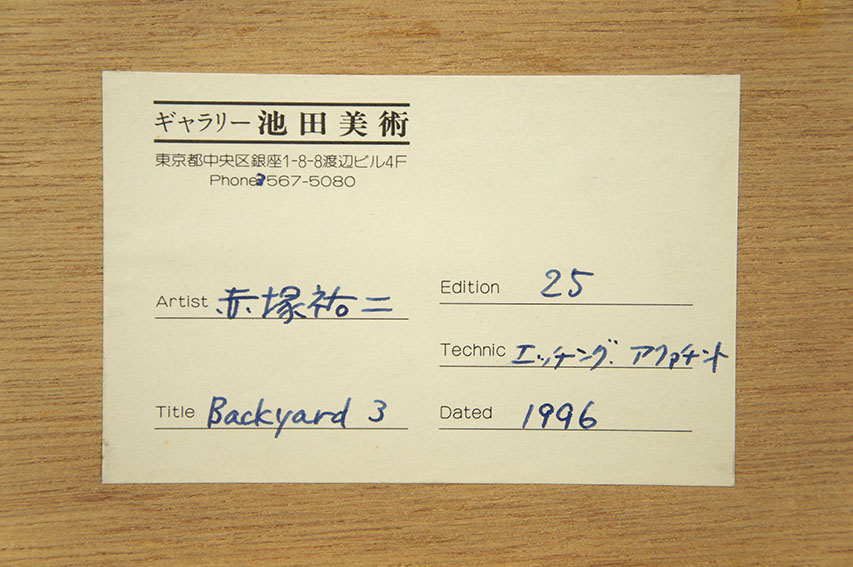 ギャラリー池田美術
東京都中央区銀座1-8-8渡辺ビル4F
Phone3567-5080
Artist 赤塚祐二
Edition 25
Technic エッチング. アクアチント
Title Backyard 3
Dated 1996